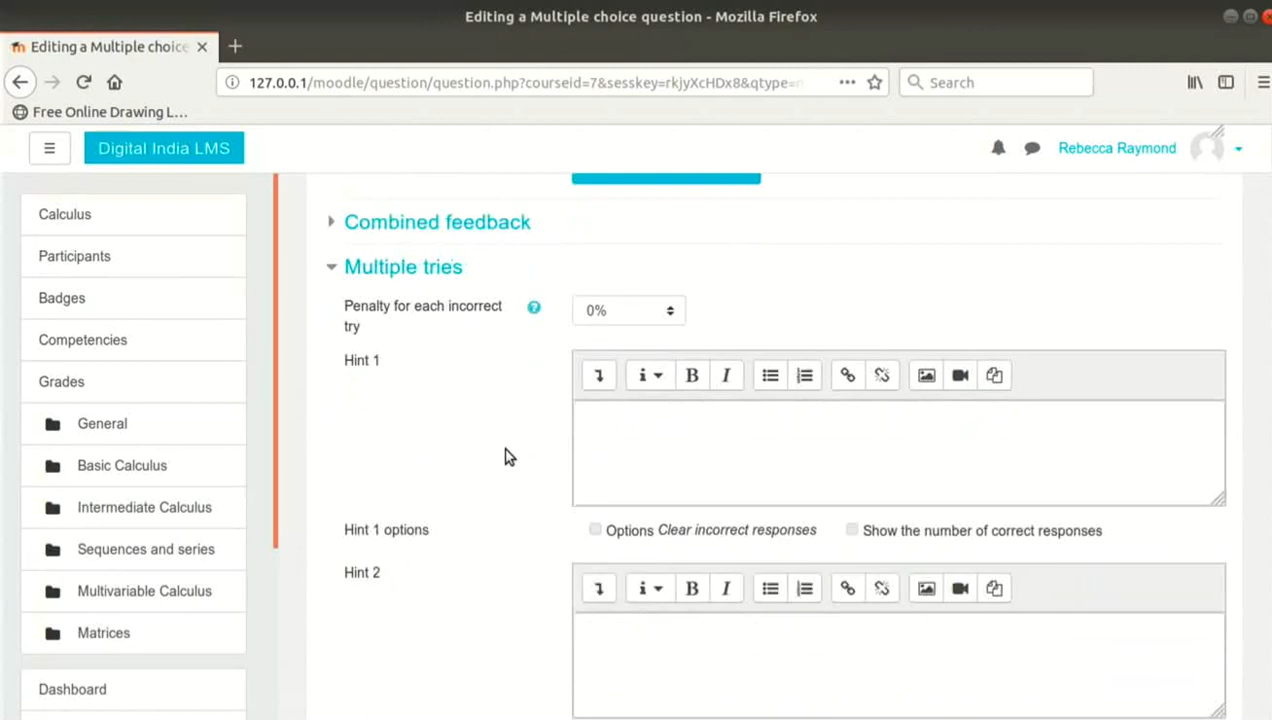 Editing a Multiple choice question - Mozilla Firefox
Editing a Multiple choice
127.0.0.1/moodle/question/question.php?courseid=7&sesskey=rkjyXcHDx8&qtype=
Search
Free Online Drawing L...
Digital India LMS
Rebecca Raymond
Calculus
Participants
Badges
Competencies
Grades
General
Basic Calculus
Intermediate Calculus
Sequences and series
Multivariable Calculus
Matrices
Dashboard
Combined feedback
Multiple tries
Penalty for each incorrect
try
0%
Hint 1
Hint 1 options
Options Clear incorrect responses
Show the number of correct responses
Hint 2